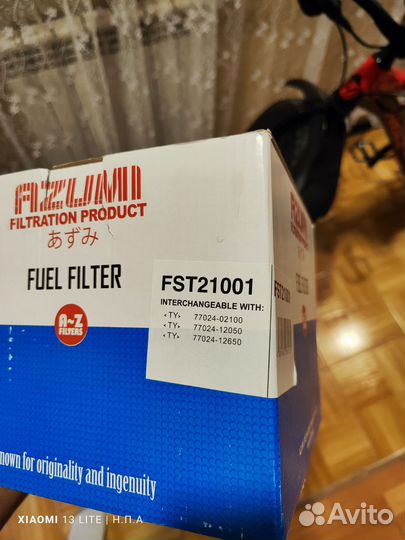 AZUMI
FILTRATION PRODUCT
あずみ
FUEL FILTER
A~Z
FILTERS
FST21001
INTERCHANGEABLE WITH:
<TY> 77024-02100
<TY> 77024-12050
<TY> 77024-12650
nown for originality and ingenuity
FST21001
XIAOMI 13 LITE | Н.П.А
Avito